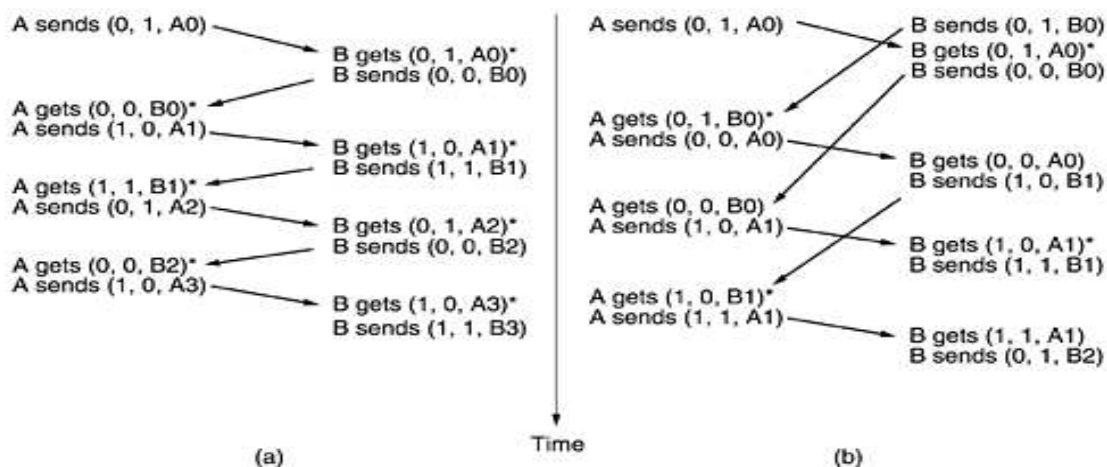 A sends (0, 1, A0)
B gets (0, 1, A0)*
B sends (0, 0, B0)
A gets (0, 0, B0)*
A sends (1, 0, A1)
B gets (1, 0, A1)*
B sends (1, 1, B1)
A gets (1, 1, B1)*
A sends (0, 1, A2)
B gets (0, 1, A2)*
B sends (0, 0, B2)
A gets (0, 0, B2)*
A sends (1, 0, A3)
B gets (1, 0, A3)*
B sends (1, 1, B3)
(a)
Time
A sends (0, 1, A0)
B sends (0, 1, B0)
B gets (0, 1, A0)*
B sends (0, 0, B0)
A gets (0, 1, B0)*
A sends (0, 0, A0)
B gets (0, 0, A0)
B sends (1, 0, B1)
A gets (0, 0, B0)
A sends (1, 0, A1)
B gets (1, 0, A1)*
B sends (1, 1, B1)
A gets (1, 0, B1)*
A sends (1, 1, A1)
B gets (1, 1, A1)
B sends (0, 1, B2)
(b)